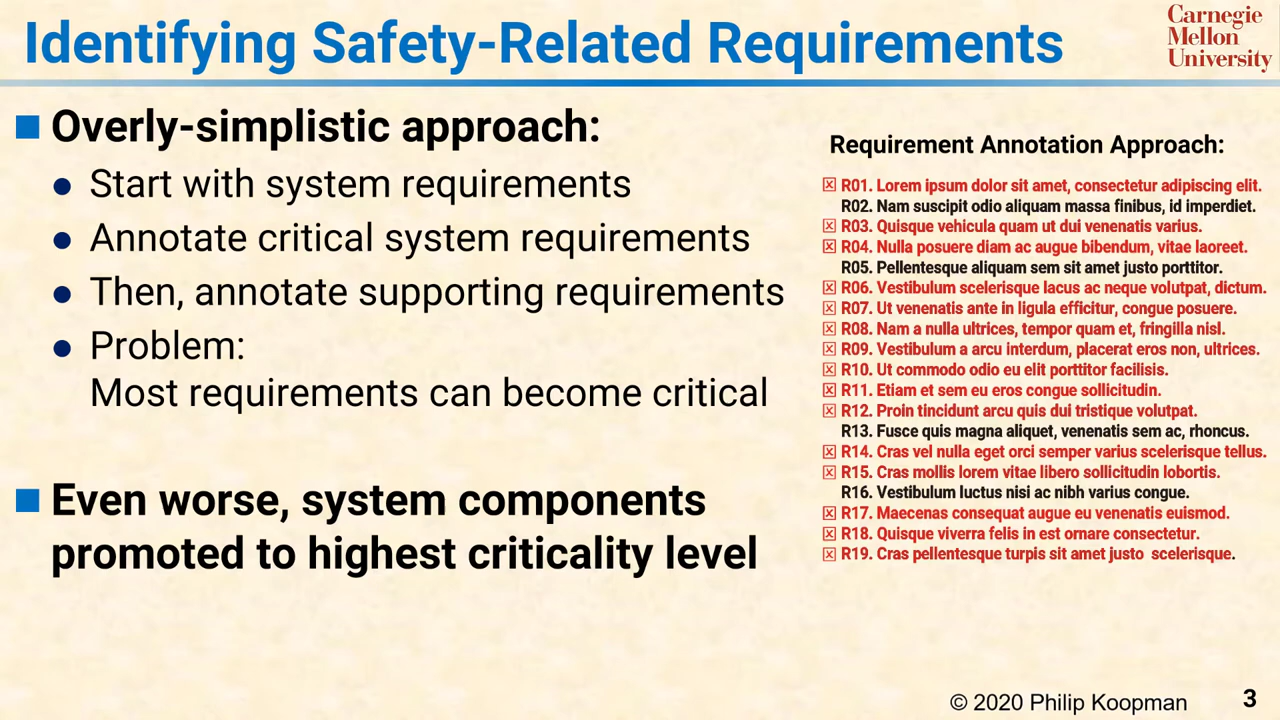 Identifying Safety-Related Requirements
Carnegie
Mellon
University
Overly-simplistic approach:
Start with system requirements
Annotate critical system requirements
Then, annotate supporting requirements
Problem:
Most requirements can become critical
Even worse, system components
promoted to highest criticality level
Requirement Annotation Approach:
R01. Lorem ipsum dolor sit amet, consectetur adipiscing elit.
R02. Nam suscipit odio aliquam massa finibus, id imperdiet.
R03. Quisque vehicula quam ut dui venenatis varius.
R04. Nulla posuere diam ac augue bibendum, vitae laoreet.
R05. Pellentesque aliquam sem sit amet justo porttitor.
R06. Vestibulum scelerisque lacus ac neque volutpat, dictum.
R07. Ut venenatis ante in ligula efficitur, congue posuere.
R08. Nam a nulla ultrices, tempor quam et, fringilla nisl.
R09. Vestibulum a arcu interdum, placerat eros non, ultrices.
R10. Ut commodo odio eu elit porttitor facilisis.
R11. Etiam et sem eu eros congue sollicitudin.
R12. Proin tincidunt arcu quis dui tristique volutpat.
R13. Fusce quis magna aliquet, venenatis sem ac, rhoncus.
R14. Cras vel nulla eget orci semper varius scelerisque tellus.
R15. Cras mollis lorem vitae libero sollicitudin lobortis.
R16. Vestibulum luctus nisi ac nibh varius congue.
R17. Maecenas consequat augue eu venenatis euismod.
R18. Quisque viverra felis in est ornare consectetur.
R19. Cras pellentesque turpis sit amet justo scelerisque.
© 2020 Philip Koopman
3